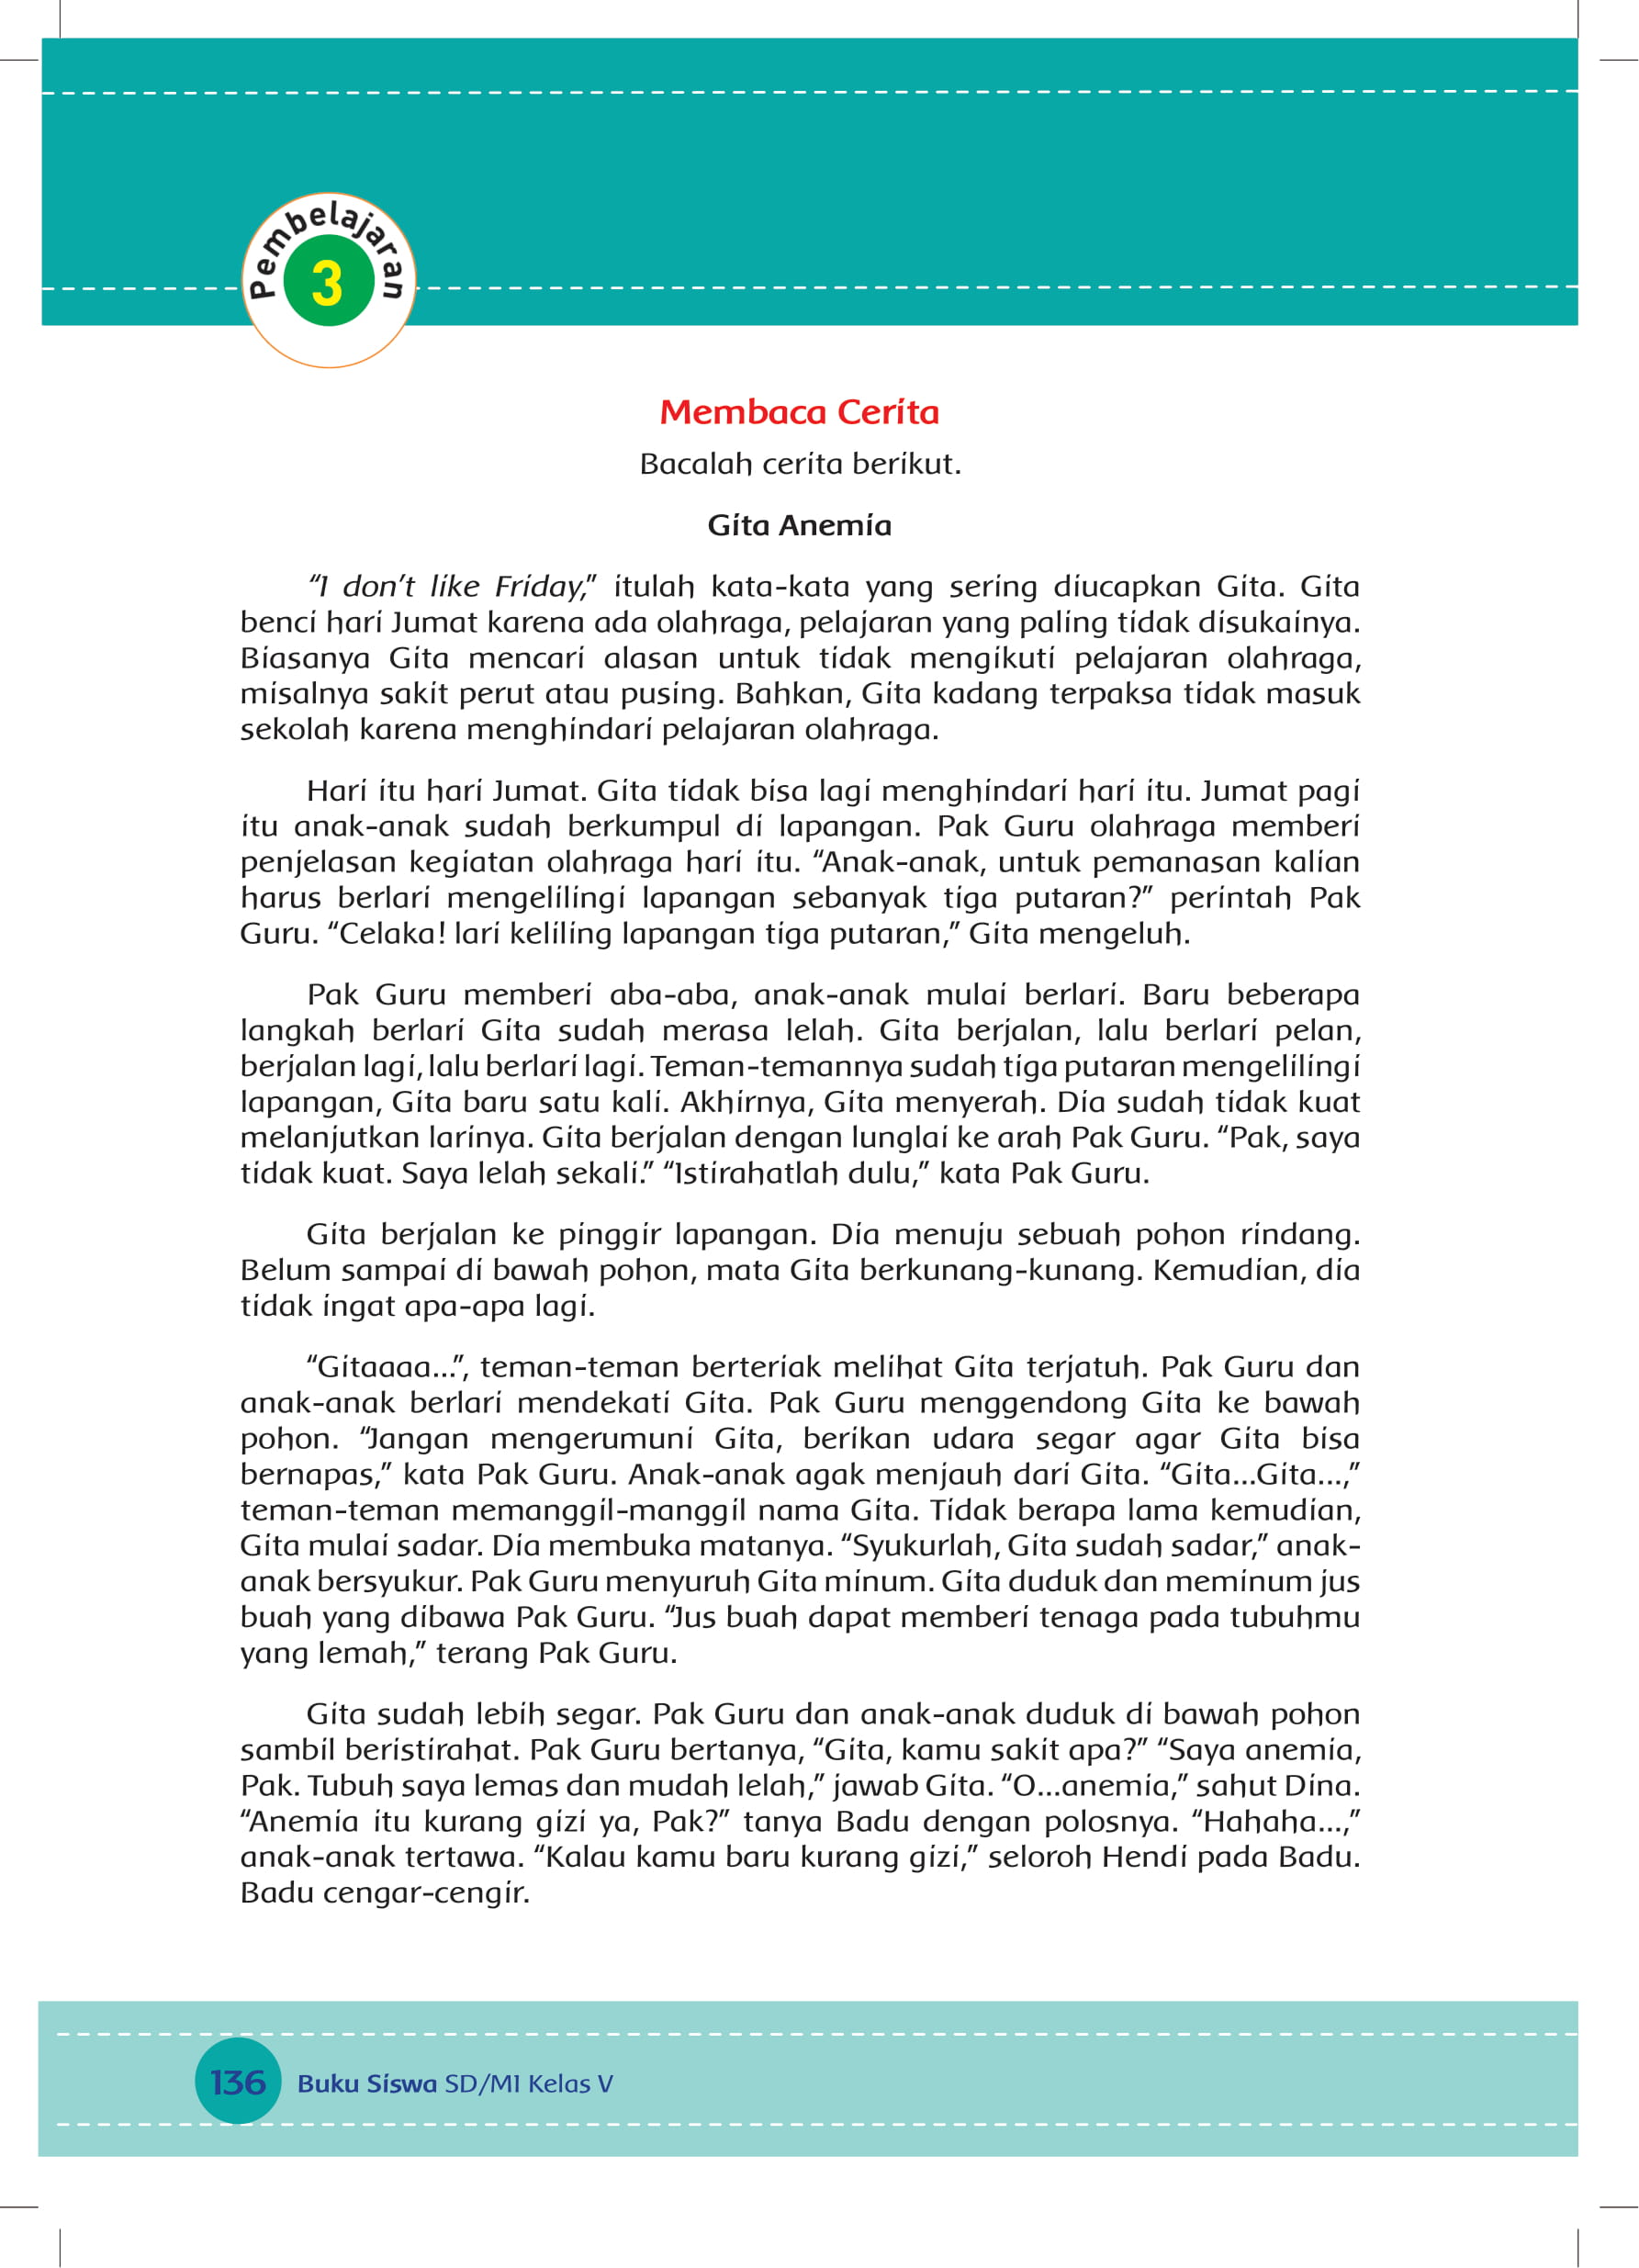 Pembelajaran
3
Membaca Cerita
Bacalah cerita berikut.
Gita Anemia
“I don’t like Friday,” itulah kata-kata yang sering diucapkan Gita. Gita
benci hari Jumat karena ada olahraga, pelajaran yang paling tidak disukainya.
Biasanya Gita mencari alasan untuk tidak mengikuti pelajaran olahraga,
misalnya sakit perut atau pusing. Bahkan, Gita kadang terpaksa tidak masuk
sekolah karena menghindari pelajaran olahraga.
Hari itu hari Jumat. Gita tidak bisa lagi menghindari hari itu. Jumat pagi
itu anak-anak sudah berkumpul di lapangan. Pak Guru olahraga memberi
penjelasan kegiatan olahraga hari itu. “Anak-anak, untuk pemanasan kalian
harus berlari mengelilingi lapangan sebanyak tiga putaran?” perintah Pak
Guru. “Celaka! lari keliling lapangan tiga putaran,” Gita mengeluh.
Pak Guru memberi aba-aba, anak-anak mulai berlari. Baru beberapa
langkah berlari Gita sudah merasa lelah. Gita berjalan, lalu berlari pelan,
berjalan lagi, lalu berlari lagi. Teman-temannya sudah tiga putaran mengelilingi
lapangan, Gita baru satu kali. Akhirnya, Gita menyerah. Dia sudah tidak kuat
melanjutkan larinya. Gita berjalan dengan lunglai ke arah Pak Guru. “Pak, saya
tidak kuat. Saya lelah sekali.” “Istirahatlah dulu,” kata Pak Guru.
Gita berjalan ke pinggir lapangan. Dia menuju sebuah pohon rindang.
Belum sampai di bawah pohon, mata Gita berkunang-kunang. Kemudian, dia
tidak ingat apa-apa lagi.
“Gitaaaa...”, teman-teman berteriak melihat Gita terjatuh. Pak Guru dan
anak-anak berlari mendekati Gita. Pak Guru menggendong Gita ke bawah
pohon. “Jangan mengerumuni Gita, berikan udara segar agar Gita bisa
bernapas,” kata Pak Guru. Anak-anak agak menjauh dari Gita. “Gita...Gita...,”
teman-teman memanggil-manggil nama Gita. Tidak berapa lama kemudian,
Gita mulai sadar. Dia membuka matanya. “Syukurlah, Gita sudah sadar,” anak-
anak bersyukur. Pak Guru menyuruh Gita minum. Gita duduk dan meminum jus
buah yang dibawa Pak Guru. “Jus buah dapat memberi tenaga pada tubuhmu
yang lemah,” terang Pak Guru.
Gita sudah lebih segar. Pak Guru dan anak-anak duduk di bawah pohon
sambil beristirahat. Pak Guru bertanya, “Gita, kamu sakit apa?” “Saya anemia,
Pak. Tubuh saya lemas dan mudah lelah,” jawab Gita. “O...anemia,” sahut Dina.
“Anemia itu kurang gizi ya, Pak?” tanya Badu dengan polosnya. “Hahaha...,”
anak-anak tertawa. “Kalau kamu baru kurang gizi,” seloroh Hendi pada Badu.
Badu cengar-cengir.
136 Buku Siswa SD/MI Kelas V